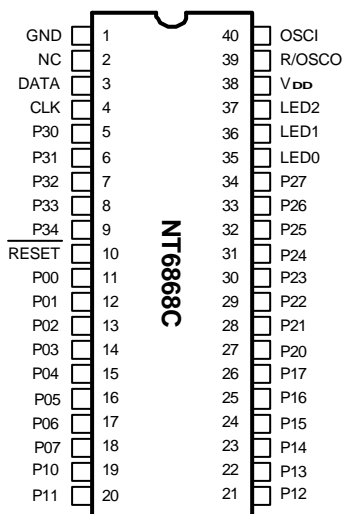 GND 1 40 OSCI
NC 2 39 R/OSCO
DATA 3 38 VDD
CLK 4 37 LED2
P30 5 36 LED1
P31 6 35 LED0
P32 7 34 P27
P33 8 33 P26
P34 9 32 P25
RESET 10 31 P24
P00 11 30 P23
P01 12 29 P22
P02 13 28 P21
P03 14 27 P20
P04 15 26 P17
P05 16 25 P16
P06 17 24 P15
P07 18 23 P14
P10 19 22 P13
P11 20 21 P12
NT6868C